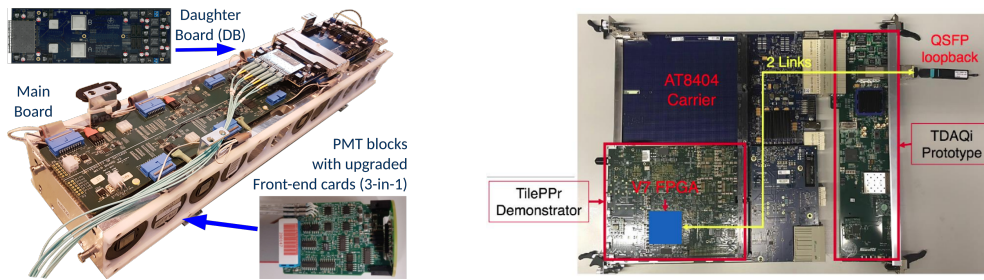 Daughter
Board (DB)
Main
Board
PMT blocks
with upgraded
Front-end cards (3-in-1)
QSFP
loopback
2 Links
AT8404
Carrier
TDAQi
Prototype
V7 FPGA
TilePPr
Demonstrator